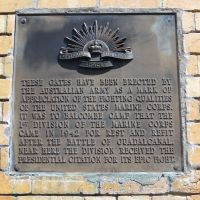 THESE GATES HAVE BEEN ERECTED BY
THE AUSTRALIAN ARMY AS A MARK OF
APPRECIATION OF THE FIGHTING QUALITIES
OF THE UNITED STATES MARINE CORPS.
IT WAS TO BALCOMBE CAMP THAT THE
1ST DIVISION OF THE MARINE CORPS
CAME IN 1942 FOR REST AND REFIT
AFTER THE BATTLE OF GUADALCANAL.
NEAR HERE THE DIVISION RECEIVED THE
PRESIDENTIAL CITATION FOR ITS EPIC FIGHT.